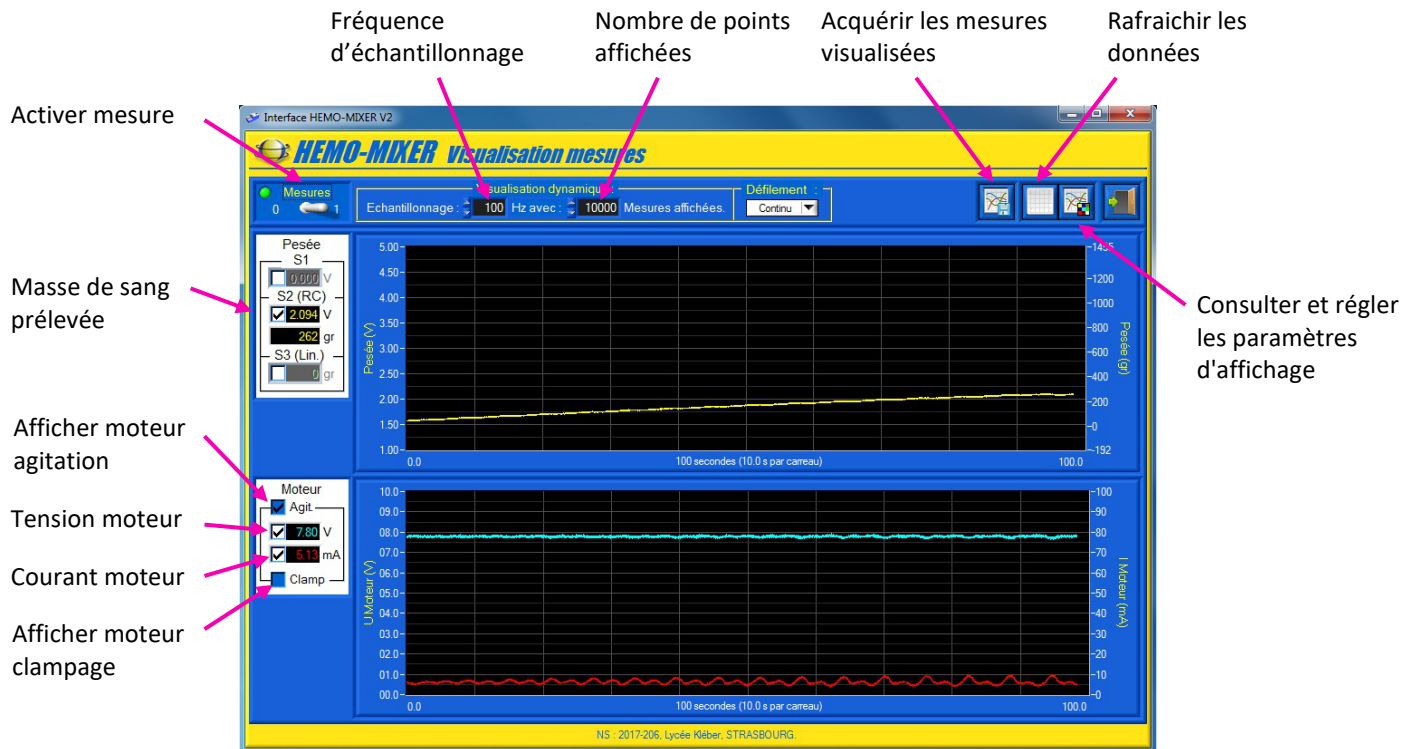 Fréquence
d'échantillonnage
Nombre de points
affichées
Acquérir les mesures
visualisées
Rafraichir les
données
Activer mesure
Interface HEMO-MIXER V2
HEMO-MIXER Visualisation mesures
Mesures
0 1
Visualisation dynamique
Echantillonnage : 100 Hz avec : 10000 Mesures affichées.
Défilement :
Continu
Masse de sang
prélevée
Pesée
S1
0.000 V
S2 (RC)
2.094 V
262 gr
S3 (Lin.)
0 gr
Pesée (V)
5.00
4.50
4.00
3.50
3.00
2.50
2.00
1.50
1.00
1455
1200
1000
800
600
400
200
0
-192
Pesée (gr)
0.0 100 secondes (10.0 s par carreau) 100.0
Consulter et régler
les paramètres
d'affichage
Afficher moteur
agitation
Tension moteur
Courant moteur
Afficher moteur
clampage
Moteur
Agit.
7.80 V
5.13 mA
Clamp
U Moteur (V)
10.0
09.0
08.0
07.0
06.0
05.0
04.0
03.0
02.0
01.0
00.0
100
90
80
70
60
50
40
30
20
10
0
I Moteur (mA)
0.0 100 secondes (10.0 s par carreau) 100.0
NS : 2017-206, Lycée Kléber, STRASBOURG.